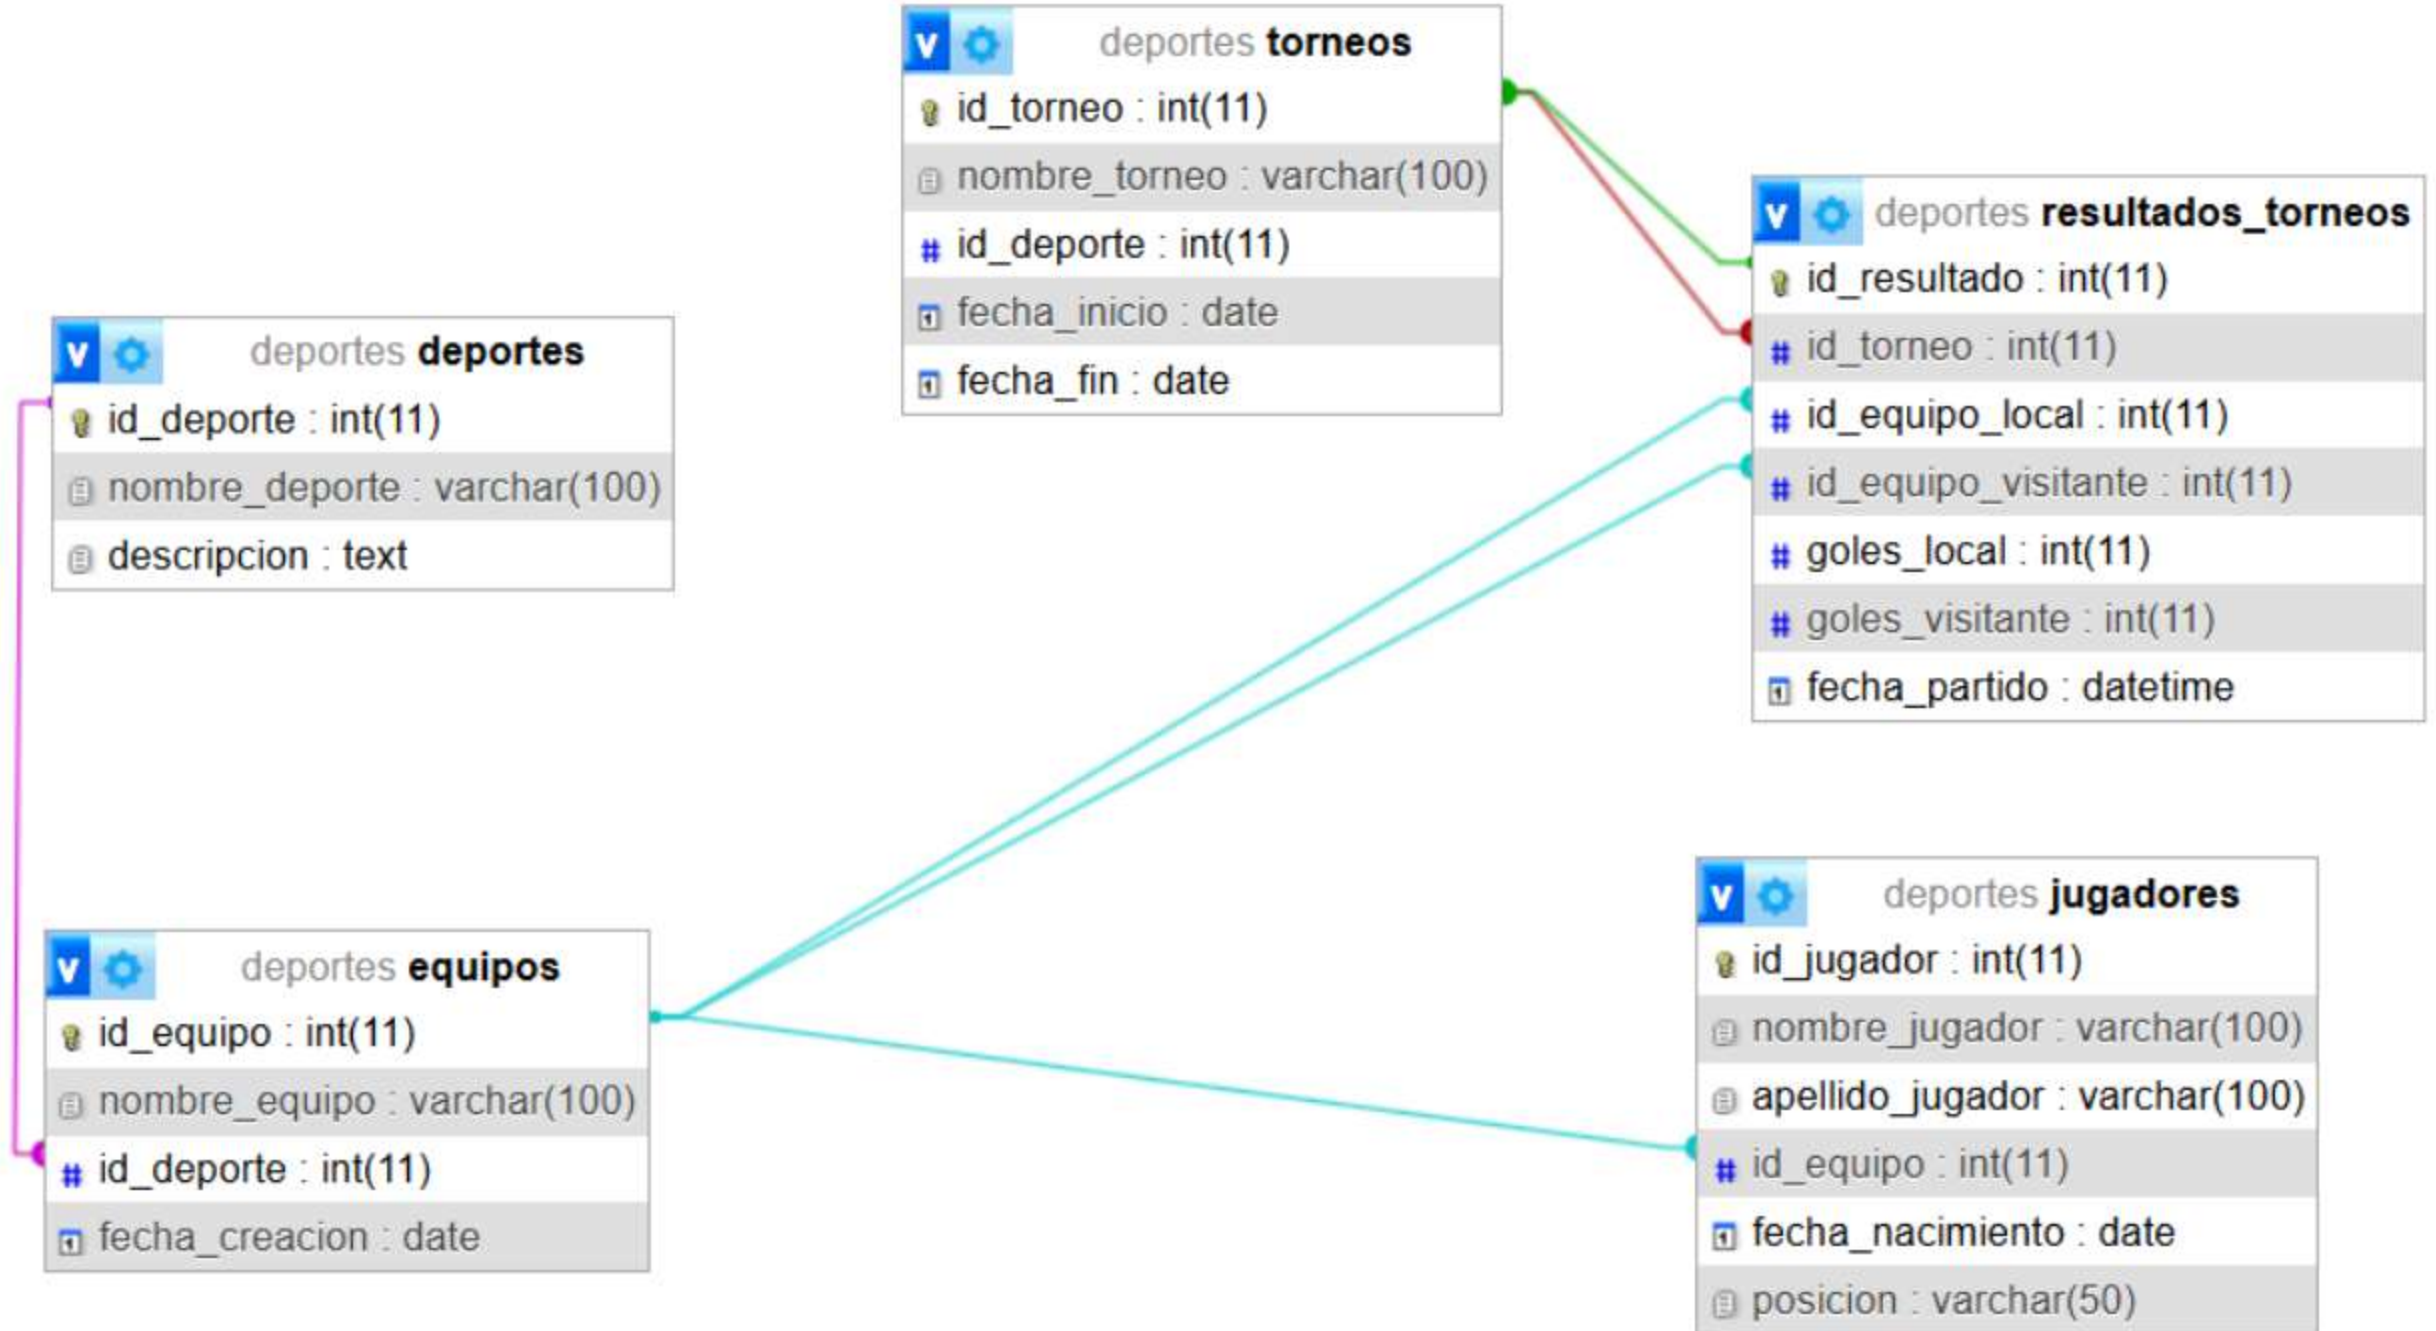 deportes torneos
id_torneo : int(11)
nombre_torneo : varchar(100)
id_deporte : int(11)
fecha_inicio : date
fecha_fin : date
deportes resultados_torneos
id_resultado : int(11)
id_torneo : int(11)
id_equipo_local : int(11)
id_equipo_visitante : int(11)
goles_local : int(11)
goles_visitante : int(11)
fecha_partido : datetime
deportes deportes
id_deporte : int(11)
nombre_deporte : varchar(100)
descripcion : text
deportes equipos
id_equipo : int(11)
nombre_equipo : varchar(100)
id_deporte : int(11)
fecha_creacion : date
deportes jugadores
id_jugador : int(11)
nombre_jugador : varchar(100)
apellido_jugador : varchar(100)
id_equipo : int(11)
fecha_nacimiento : date
posicion : varchar(50)